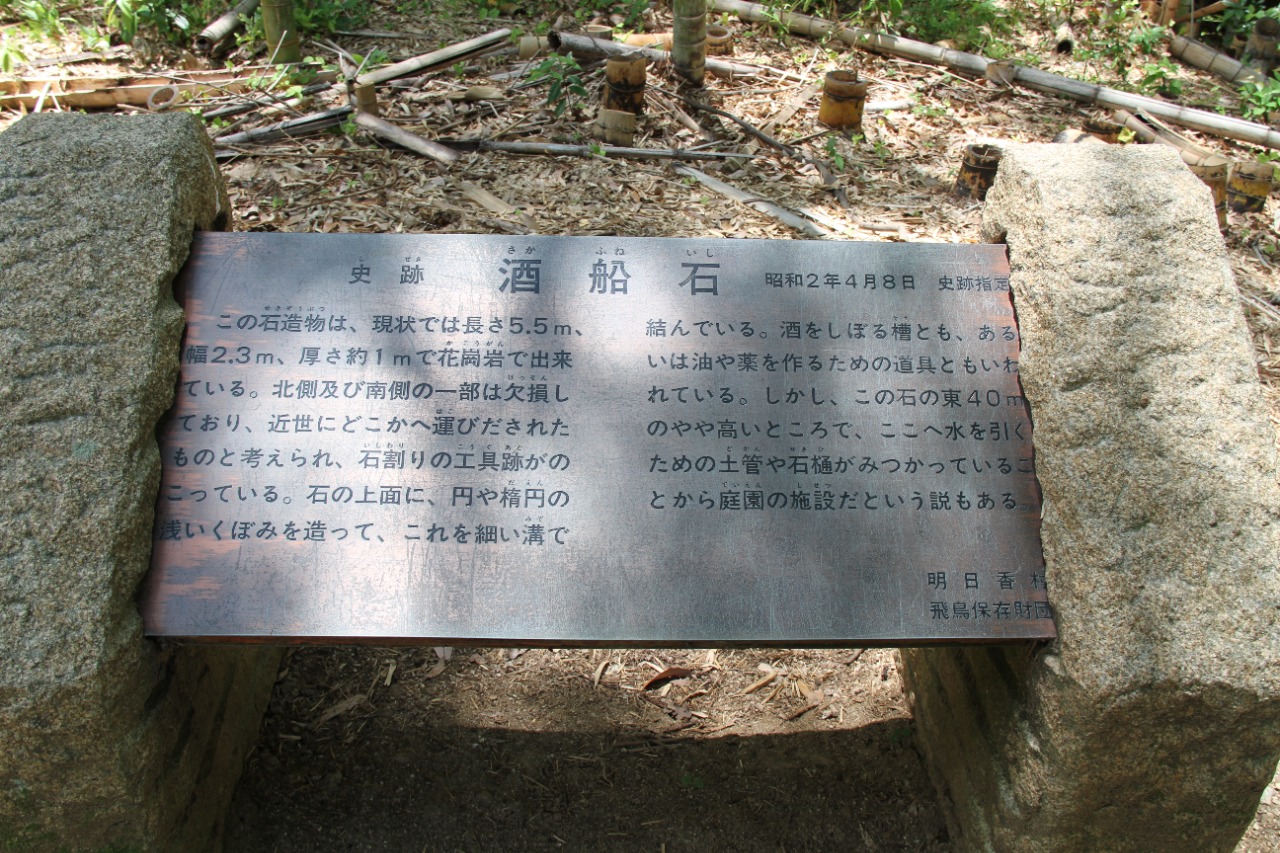 史跡 酒船石 昭和2年4月8日 史跡指定
この石造物は、現状では長さ5.5m、
幅2.3m、厚さ約1mで花崗岩で出来
ている。北側及び南側の一部は欠損し
ており、近世にどこかへ運びだされた
ものと考えられ、石割りの工具跡がの
こっている。石の上面に、円や楕円の
浅いくぼみを造って、これを細い溝で
結んでいる。酒をしぼる槽とも、ある
いは油や薬を作るための道具ともいわ
れている。しかし、この石の東40m
のやや高いところで、ここへ水を引く
ための土管や石樋がみつかっているこ
とから庭園の施設だという説もある
明日香村
飛鳥保存財団